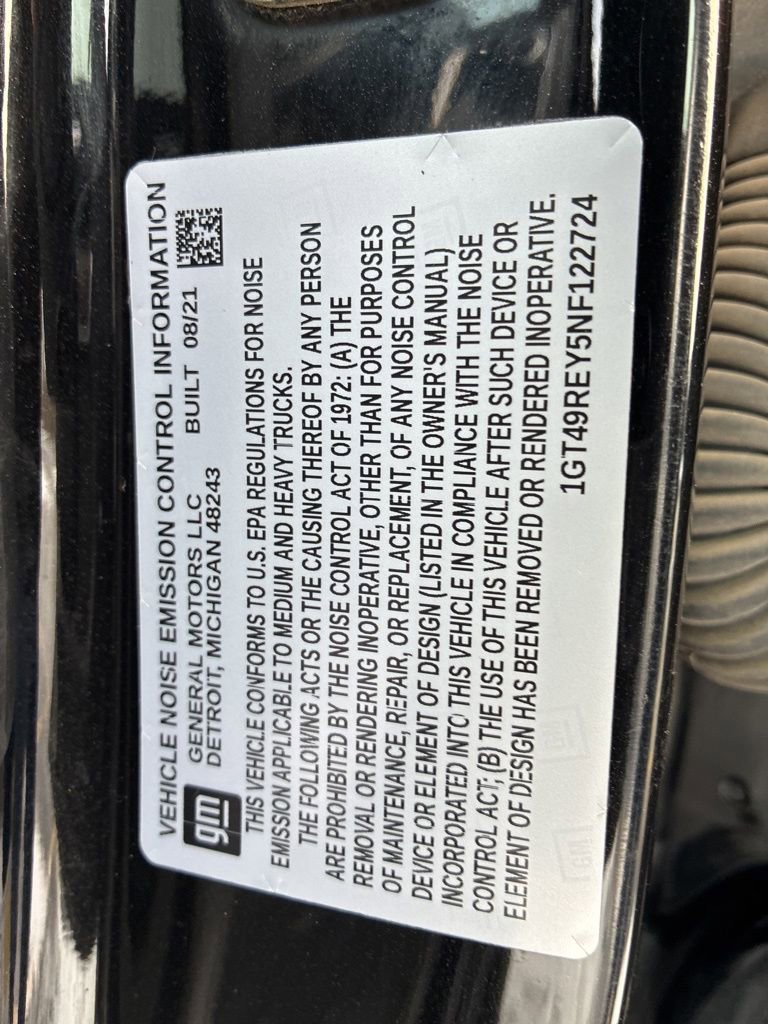 VEHICLE NOISE EMISSION CONTROL INFORMATION
gm
GENERAL MOTORS LLC
DETROIT, MICHIGAN 48243
BUILT 08/21
THIS VEHICLE CONFORMS TO U.S. EPA REGULATIONS FOR NOISE
EMISSION APPLICABLE TO MEDIUM AND HEAVY TRUCKS.
THE FOLLOWING ACTS OR THE CAUSING THEREOF BY ANY PERSON
ARE PROHIBITED BY THE NOISE CONTROL ACT OF 1972: (A) THE
REMOVAL OR RENDERING INOPERATIVE, OTHER THAN FOR PURPOSES
OF MAINTENANCE, REPAIR, OR REPLACEMENT, OF ANY NOISE CONTROL
DEVICE OR ELEMENT OF DESIGN (LISTED IN THE OWNER'S MANUAL)
INCORPORATED INTO THIS VEHICLE IN COMPLIANCE WITH THE NOISE
CONTROL ACT; (B) THE USE OF THIS VEHICLE AFTER SUCH DEVICE OR
ELEMENT OF DESIGN HAS BEEN REMOVED OR RENDERED INOPERATIVE.
1GT49REY5NF122724
GM
GM